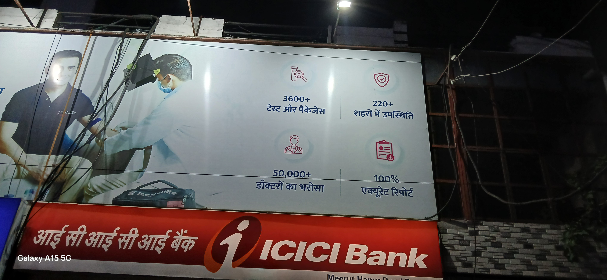 3600+
टेस्ट और पैकेजेस
220+
शहरों में उपस्थिति
50,000+
डॉक्टरों का भरोसा
100%
एक्यूरेट रिपोर्ट
आई सी आई सी आई बैंक
ICICI Bank
Galaxy A15 5G